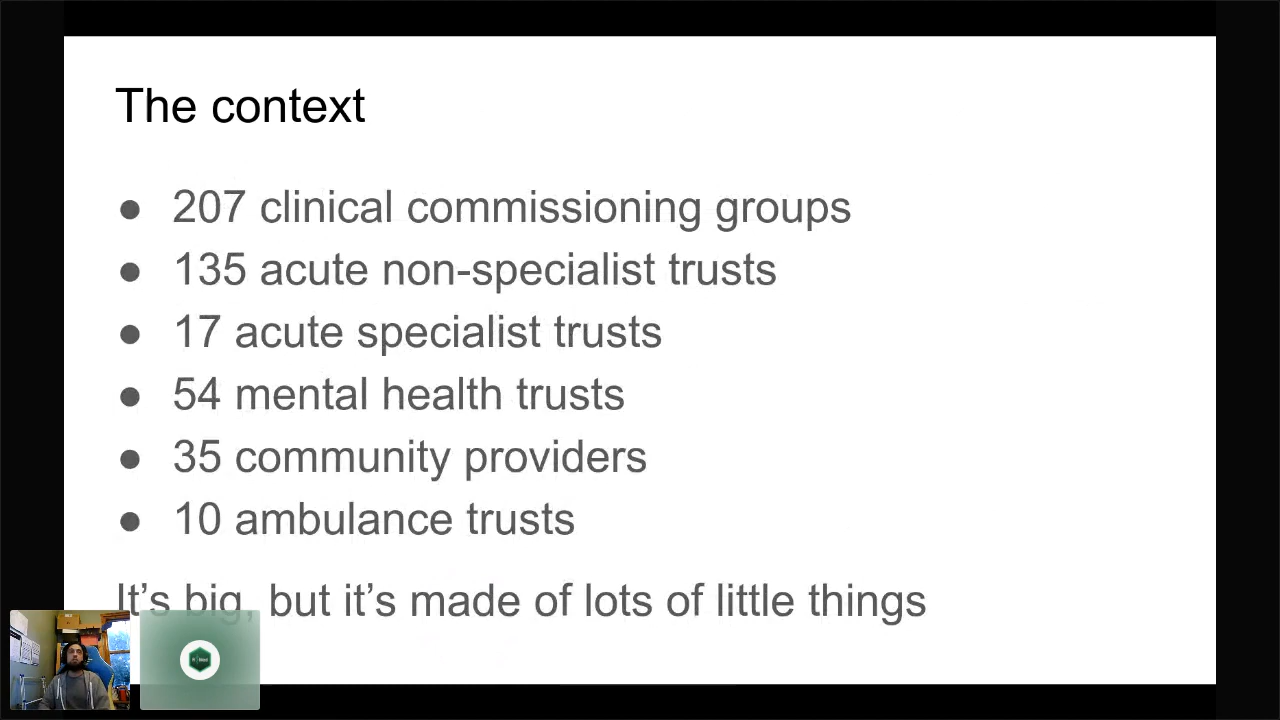 The context
● 207 clinical commissioning groups
● 135 acute non-specialist trusts
● 17 acute specialist trusts
● 54 mental health trusts
● 35 community providers
● 10 ambulance trusts
It’s big, but it’s made of lots of little things